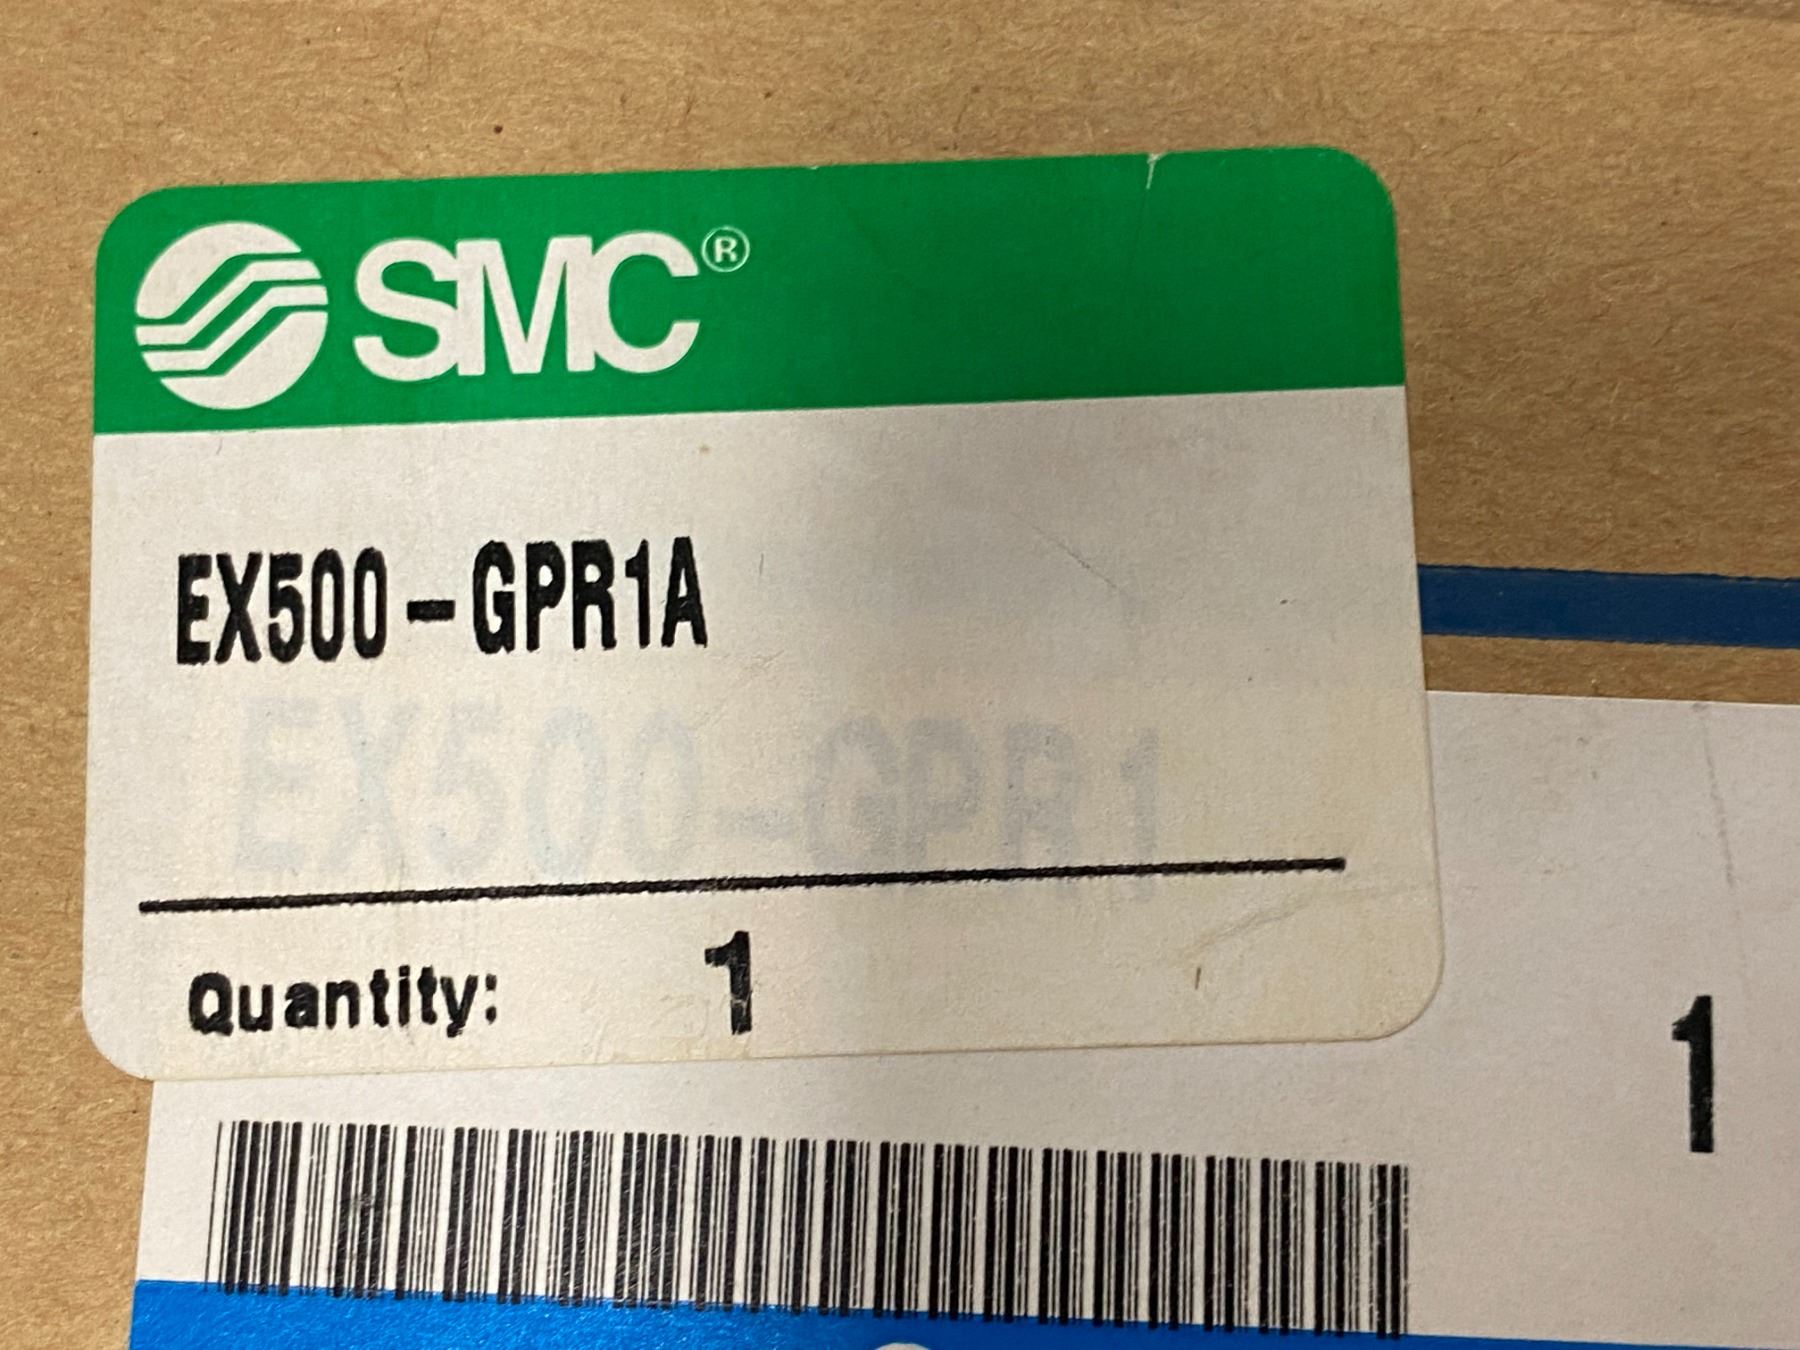 SMC®
EX500-GPR1A
EX500-GPR1
Quantity: 1
1